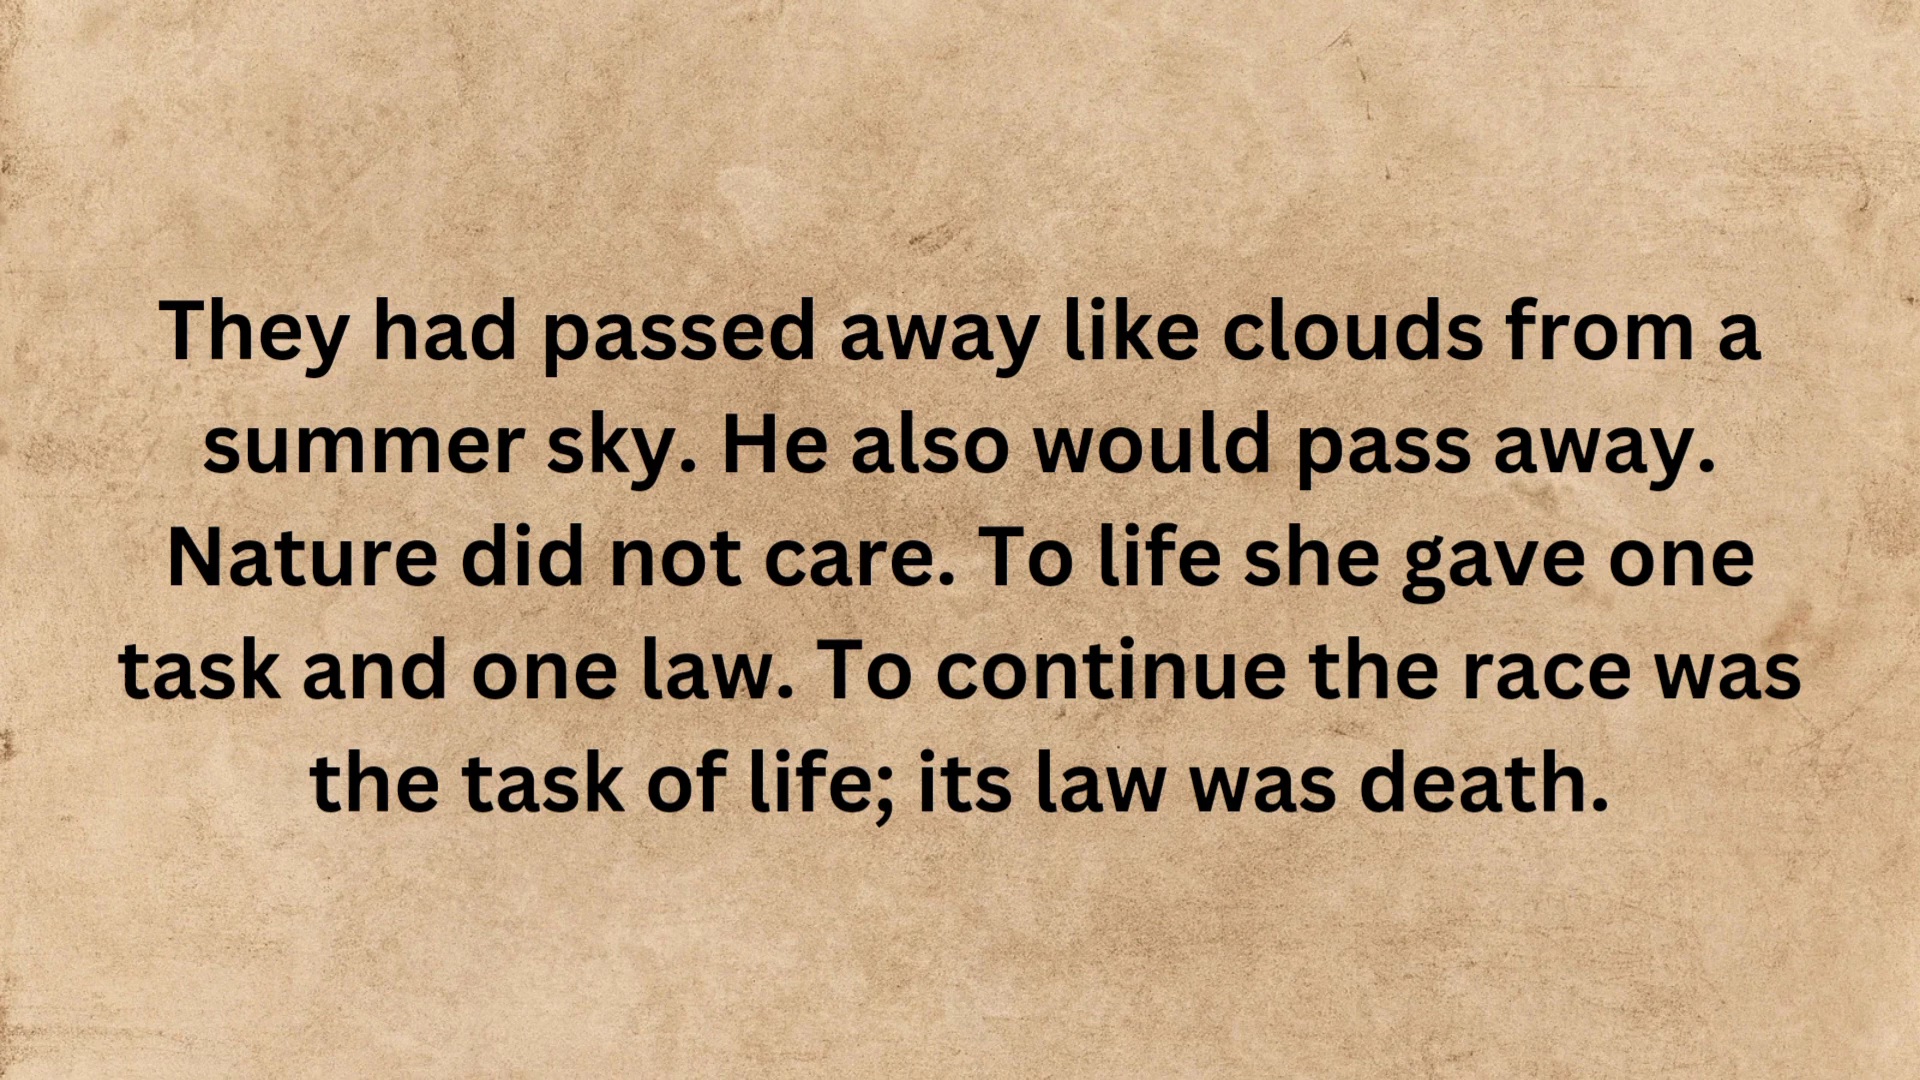 They had passed away like clouds from a
summer sky. He also would pass away.
Nature did not care. To life she gave one
task and one law. To continue the race was
the task of life; its law was death.